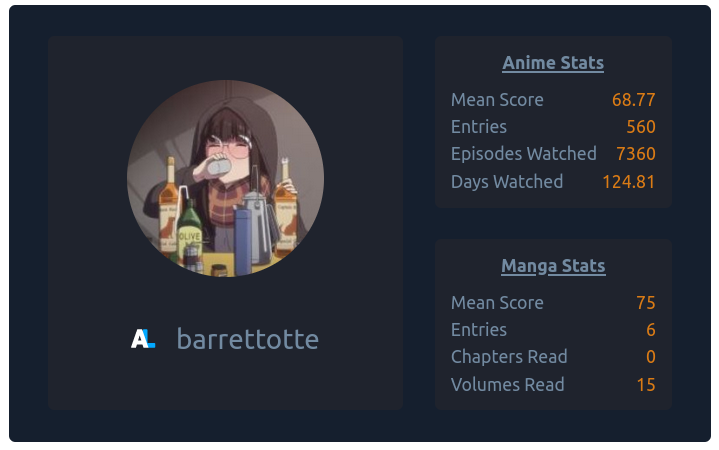 OLIVE
AL barrettotte
Anime Stats
Mean Score 68.77
Entries 560
Episodes Watched 7360
Days Watched 124.81
Manga Stats
Mean Score 75
Entries 6
Chapters Read 0
Volumes Read 15